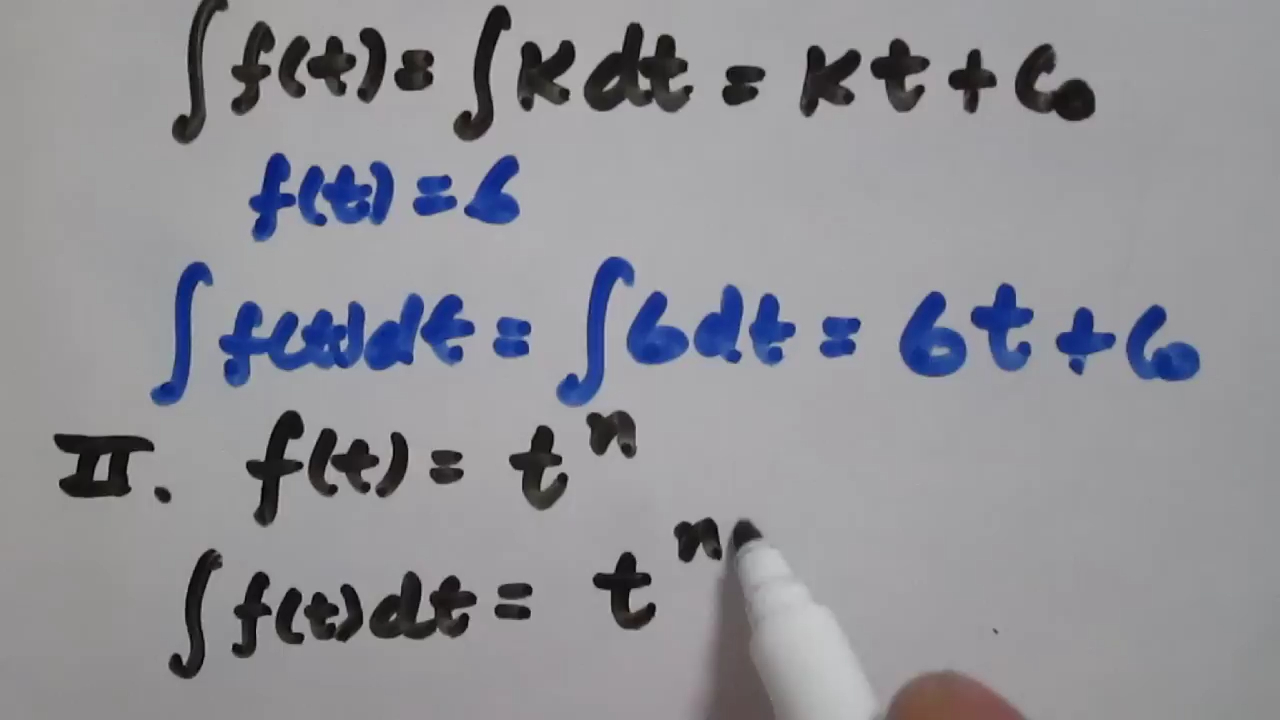 ∫f(t) = ∫K dt = Kt + C₀
f(t) = 6
∫f(t)dt = ∫6dt = 6t + C₀
II. f(t) = tⁿ
∫f(t)dt = tⁿ